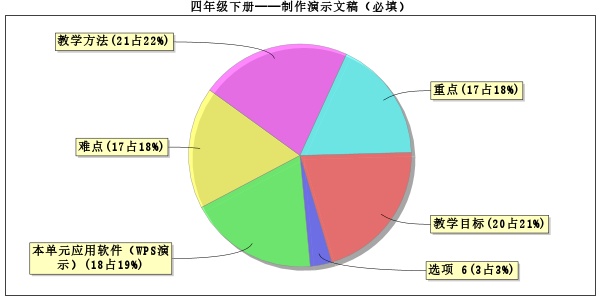 四年级下册——制作演示文稿（必填）
教学方法(21占22%)
重点(17占18%)
难点(17占18%)
教学目标(20占21%)
本单元应用软件（WPS演
示）(18占19%)
选项 6(3占3%)